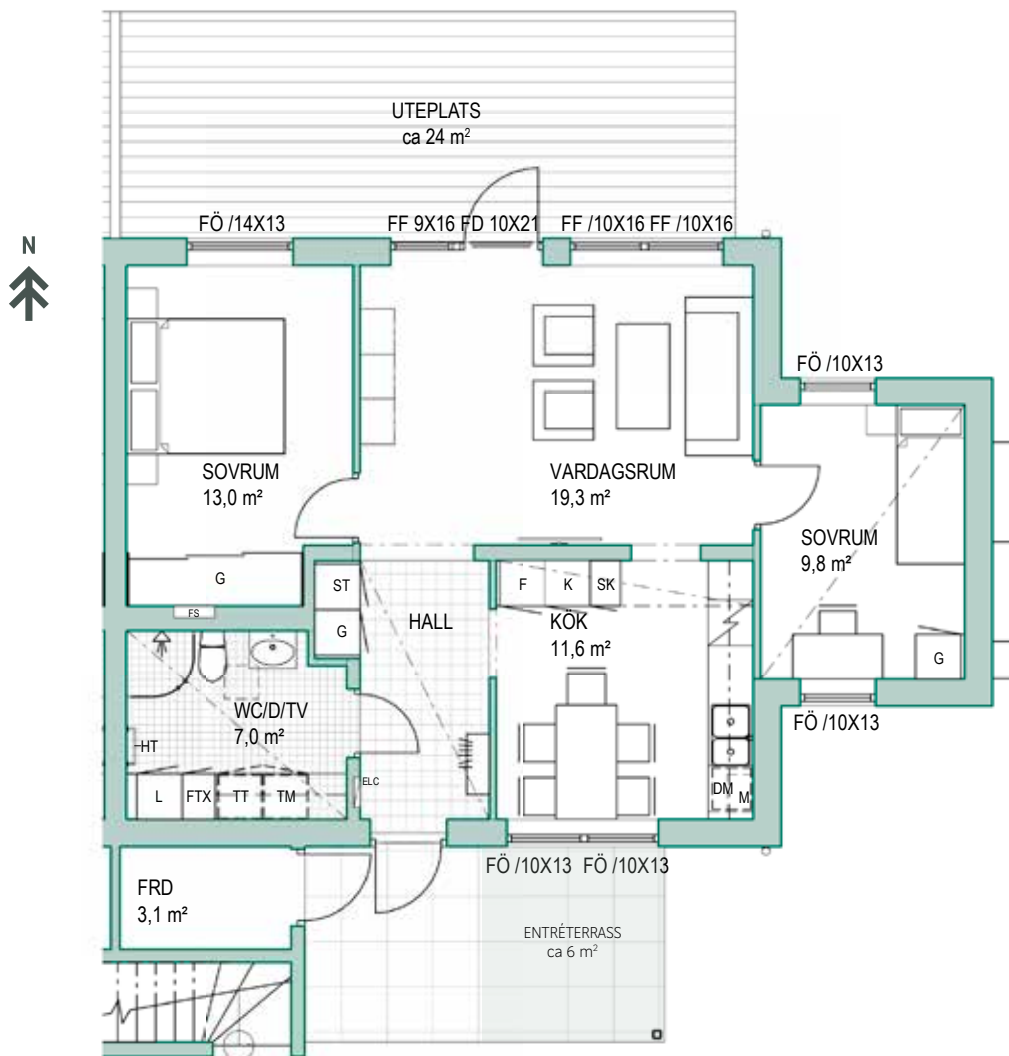 UTEPLATS
ca 24 m²
N
FÖ /14X13
FF 9X16
FD 10X21
FF /10X16
FF /10X16
FÖ /10X13
SOVRUM
13,0 m²
VARDAGSRUM
19,3 m²
SOVRUM
9,8 m²
G
FS
ST
G
HALL
F
K
SK
KÖK
11,6 m²
G
WC/D/TV
7,0 m²
HT
L
FTX
TT
TM
ELC
DM
M
FÖ /10X13
FÖ /10X13
FÖ /10X13
FRD
3,1 m²
ENTRÉTERRASS
ca 6 m²